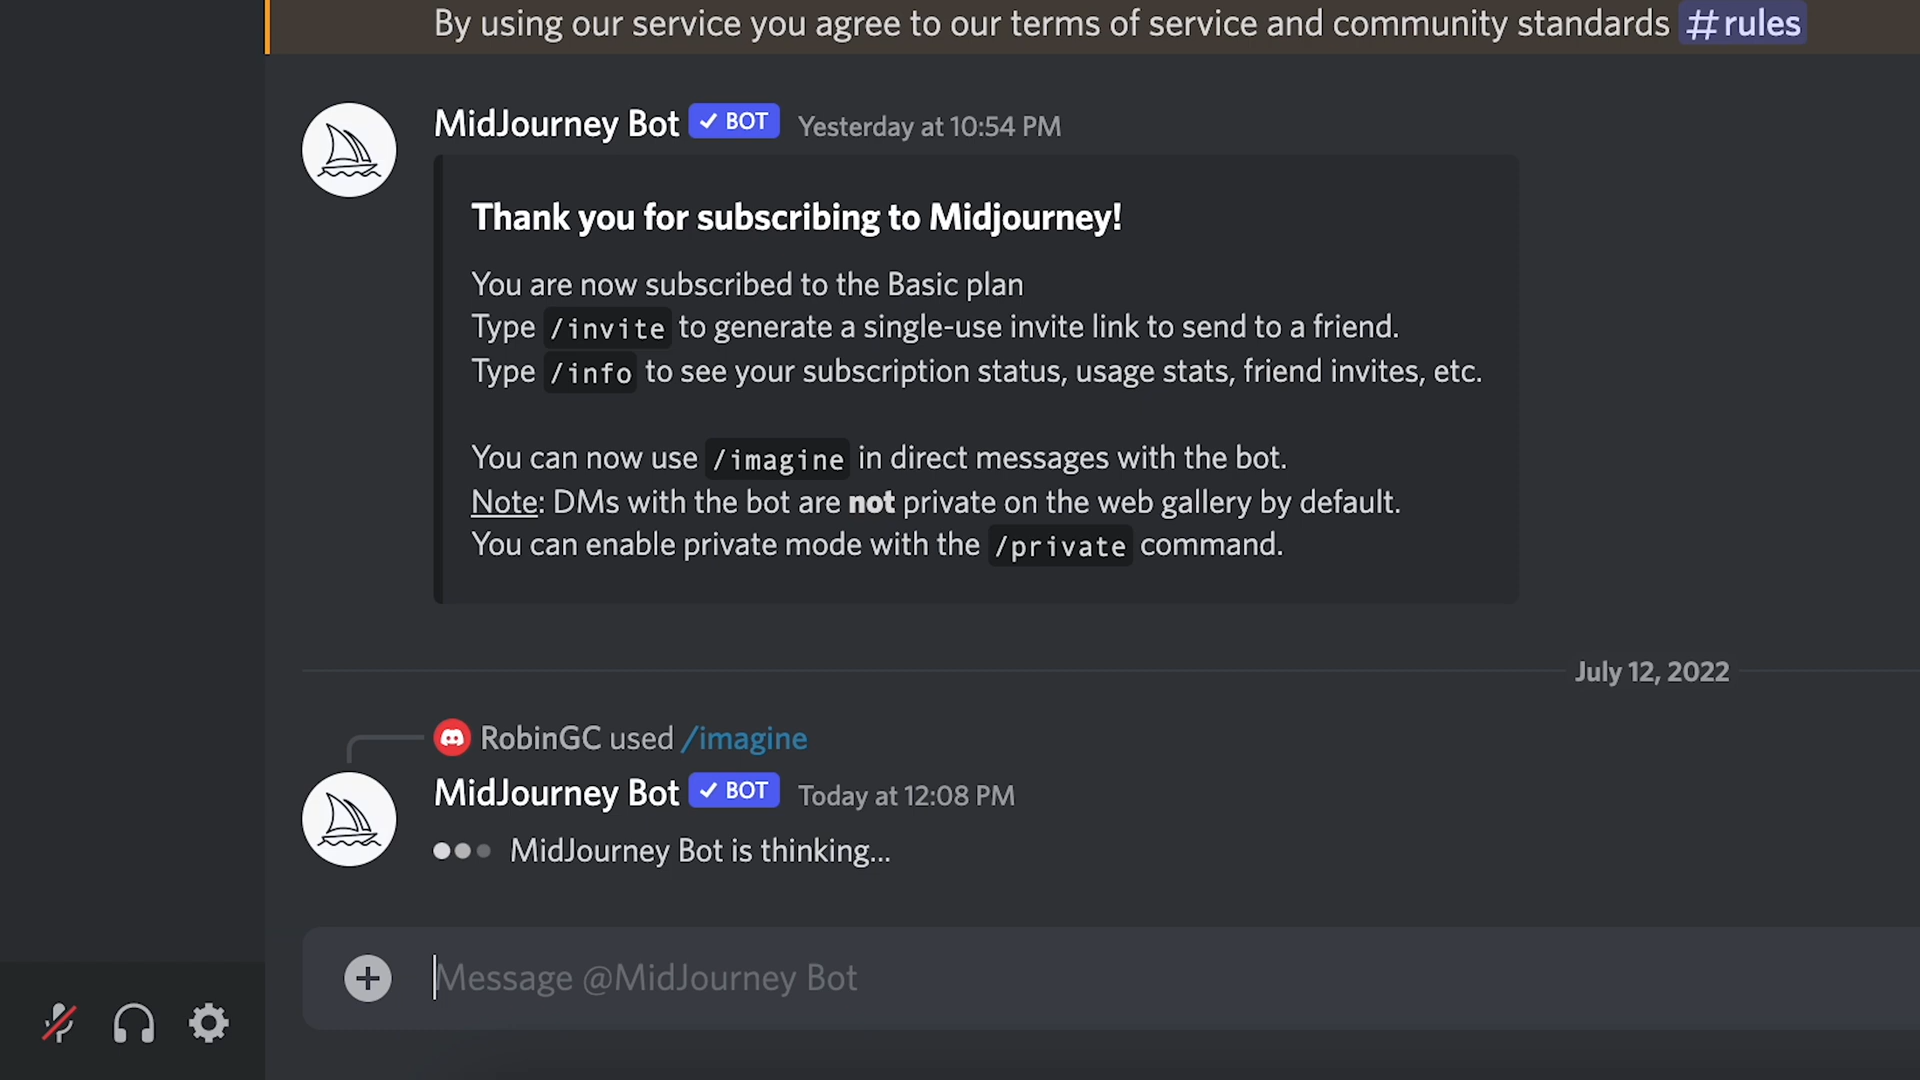 By using our service you agree to our terms of service and community standards #rules
MidJourney Bot ✓ BOT Yesterday at 10:54 PM
Thank you for subscribing to Midjourney!
You are now subscribed to the Basic plan
Type /invite to generate a single-use invite link to send to a friend.
Type /info to see your subscription status, usage stats, friend invites, etc.
You can now use /imagine in direct messages with the bot.
Note: DMs with the bot are not private on the web gallery by default.
You can enable private mode with the /private command.
July 12, 2022
RobinGC used /imagine
MidJourney Bot ✓ BOT Today at 12:08 PM
MidJourney Bot is thinking...
Message @MidJourney Bot